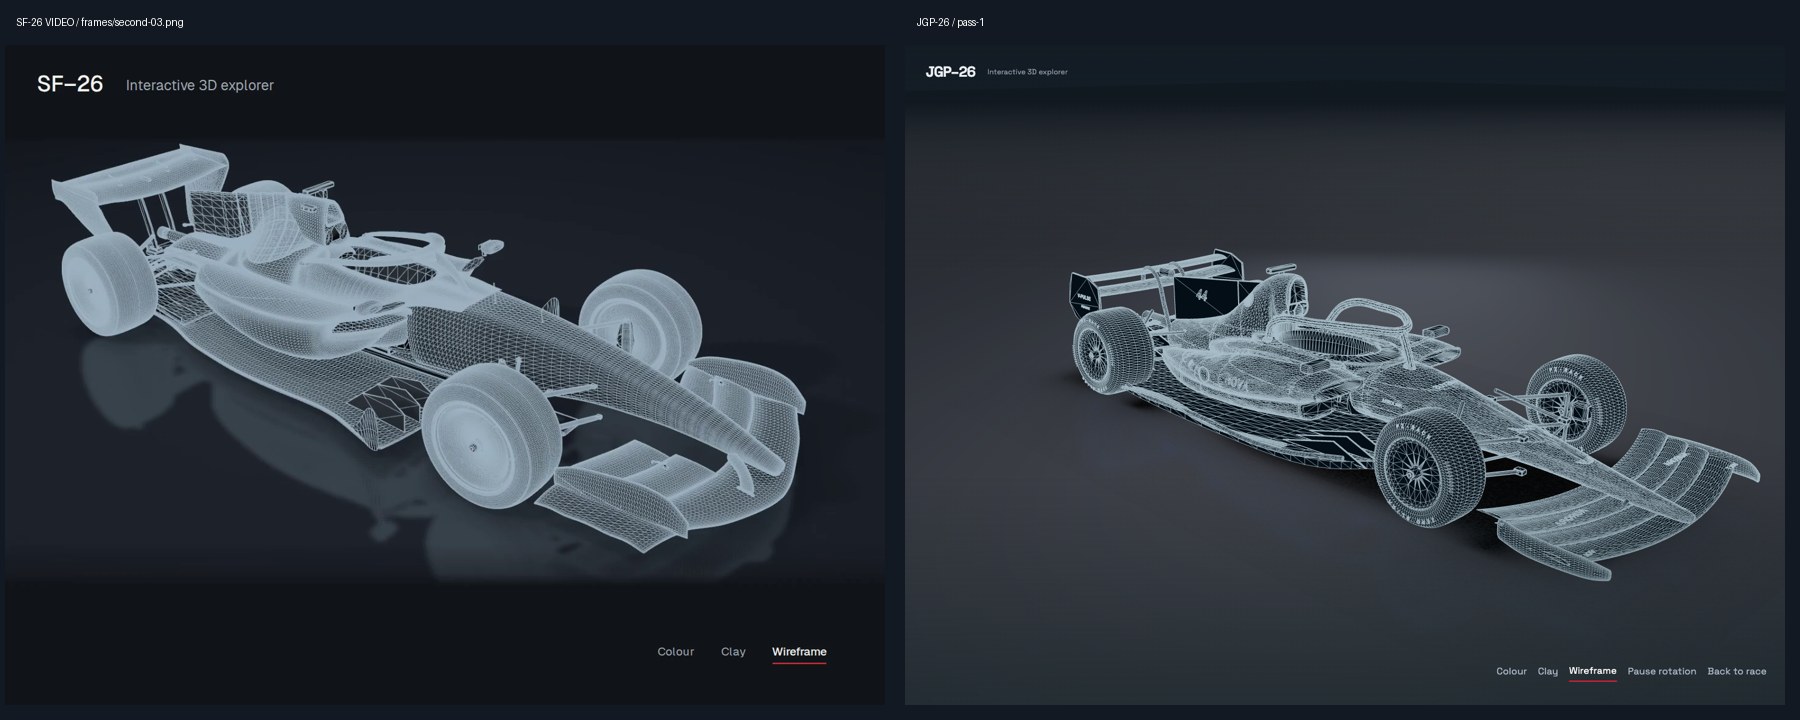 SF-26 VIDEO / frames/second-03.png
SF–26 Interactive 3D explorer
Colour Clay Wireframe
JGP-26 / pass-1
JGP–26 Interactive 3D explorer
44
Colour Clay Wireframe Pause rotation Back to race